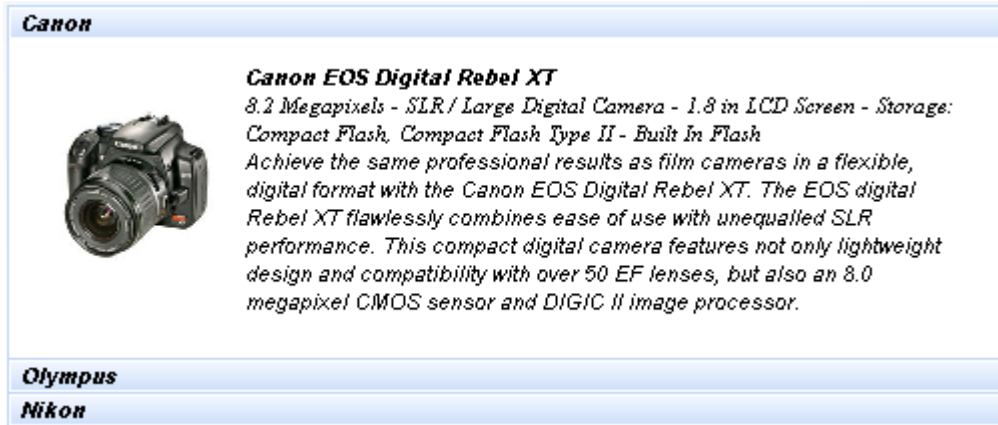 Canon
Canon EOS Digital Rebel XT
8.2 Megapixels - SLR / Large Digital Camera - 1.8 in LCD Screen - Storage:
Compact Flash, Compact Flash Type II - Built In Flash
Achieve the same professional results as film cameras in a flexible,
digital format with the Canon EOS Digital Rebel XT. The EOS digital
Rebel XT flawlessly combines ease of use with unequalled SLR
performance. This compact digital camera features not only lightweight
design and compatibility with over 50 EF lenses, but also an 8.0
megapixel CMOS sensor and DIGIC II image processor.
Olympus
Nikon